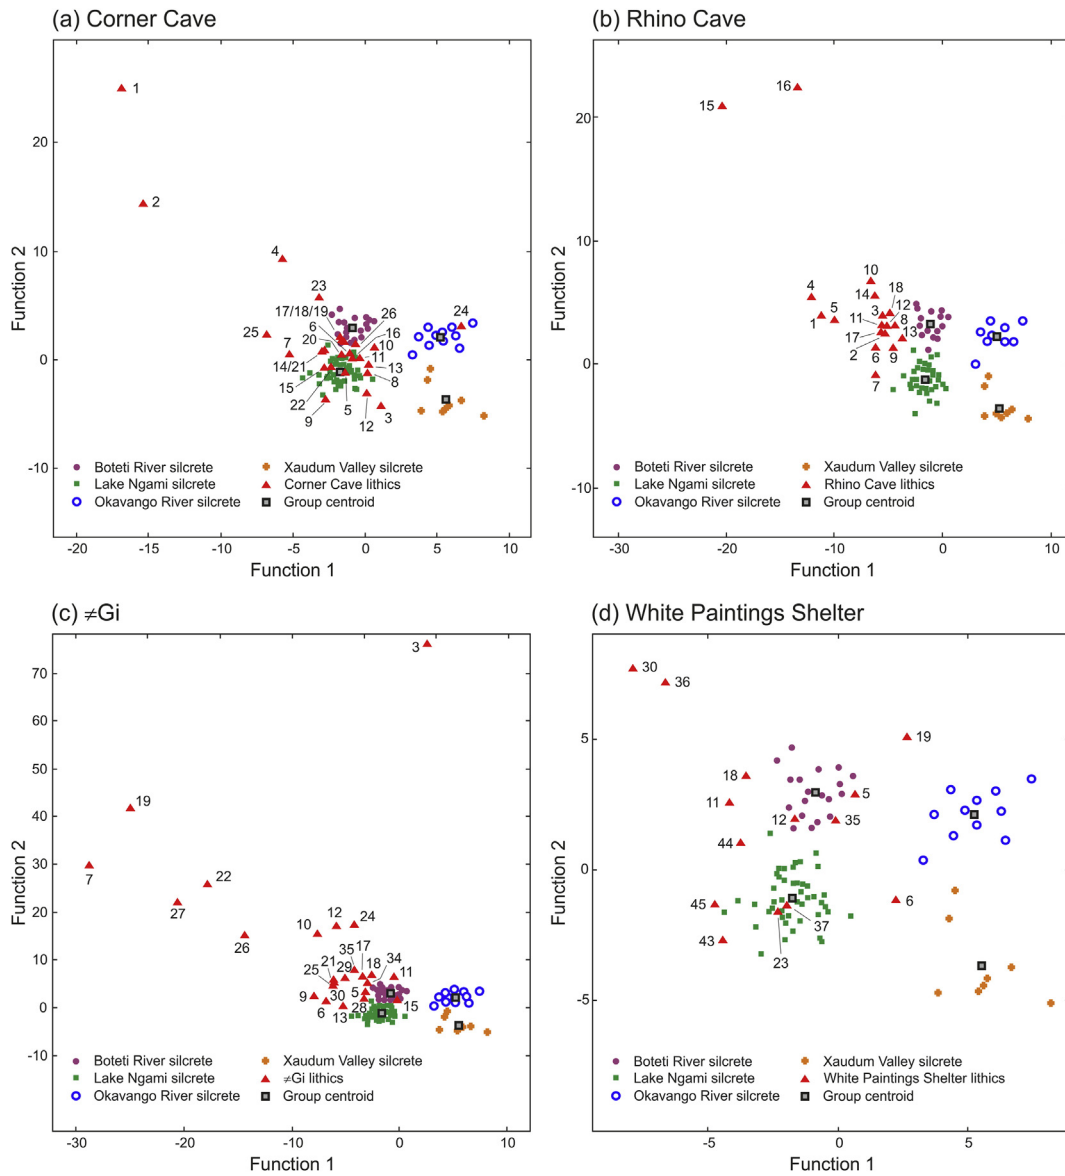 (a) Corner Cave
Function 2
20
10
0
-10
1
2
4
23
17/18/19
26
24
25
7
6
20
16
10
11
13
14/21
15
8
22
9
5
12
3
Boteti River silcrete
Xaudum Valley silcrete
Lake Ngami silcrete
Corner Cave lithics
Okavango River silcrete
Group centroid
-20 -15 -10 -5 0 5 10
Function 1
(b) Rhino Cave
Function 2
20
10
0
-10
16
15
10
4
14
18
5
3
12
1
11
8
17
13
2
6
9
7
Boteti River silcrete
Xaudum Valley silcrete
Lake Ngami silcrete
Rhino Cave lithics
Okavango River silcrete
Group centroid
-30 -20 -10 0 10
Function 1
(c) ≠Gi
Function 2
70
60
50
40
30
20
10
0
-10
3
19
7
22
27
26
12
24
10
17
35
34
21
18
29
25
11
9
30
5
6
28
15
13
Boteti River silcrete
Xaudum Valley silcrete
Lake Ngami silcrete
≠Gi lithics
Okavango River silcrete
Group centroid
-30 -20 -10 0 10
Function 1
(d) White Paintings Shelter
Function 2
5
0
-5
30
36
19
18
11
5
12
35
44
45
6
37
43
23
Boteti River silcrete
Xaudum Valley silcrete
Lake Ngami silcrete
White Paintings Shelter lithics
Okavango River silcrete
Group centroid
-5 0 5
Function 1